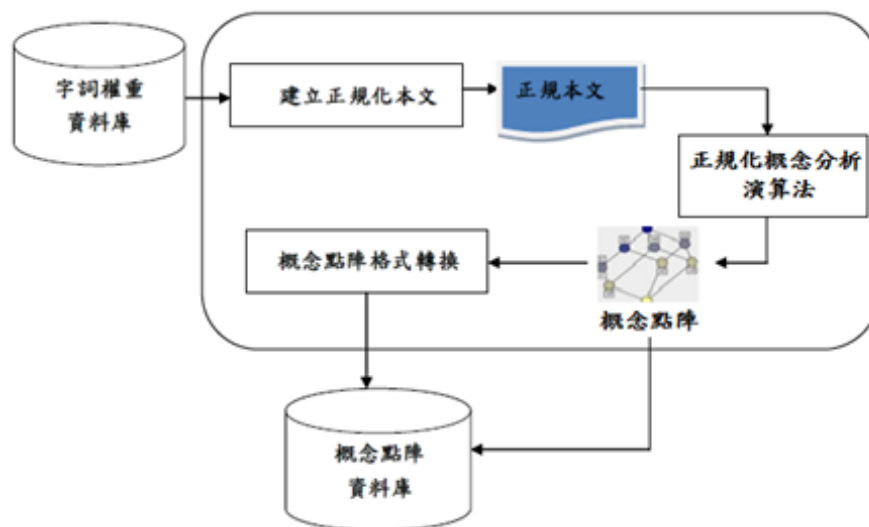 字詞權重
資料庫
建立正規化本文
正規本文
正規化概念分析
演算法
概念點陣格式轉換
概念點陣
概念點陣
資料庫